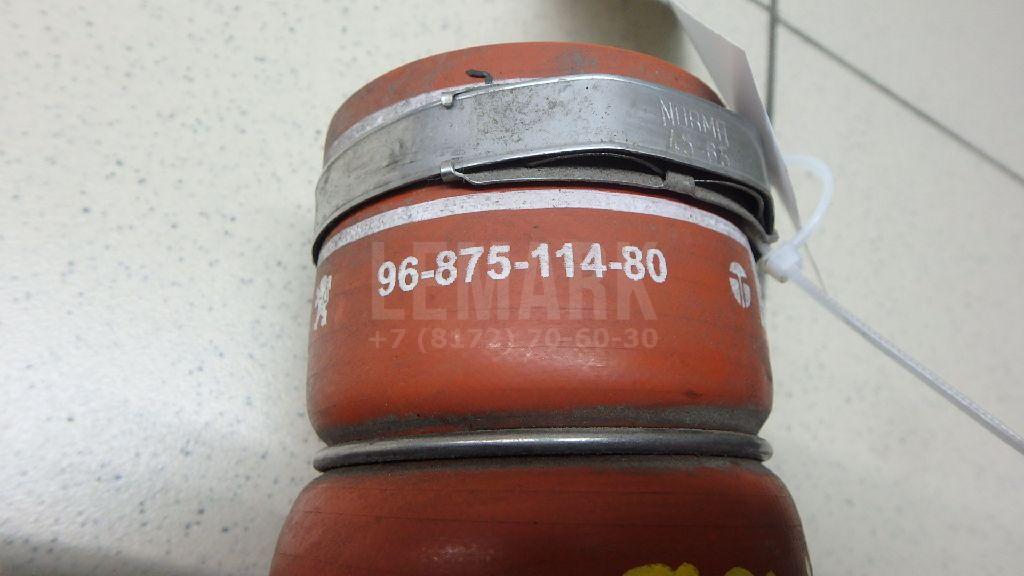 NORMA
96-875-114-80
LEMARK
+7 (8172) 70-60-30